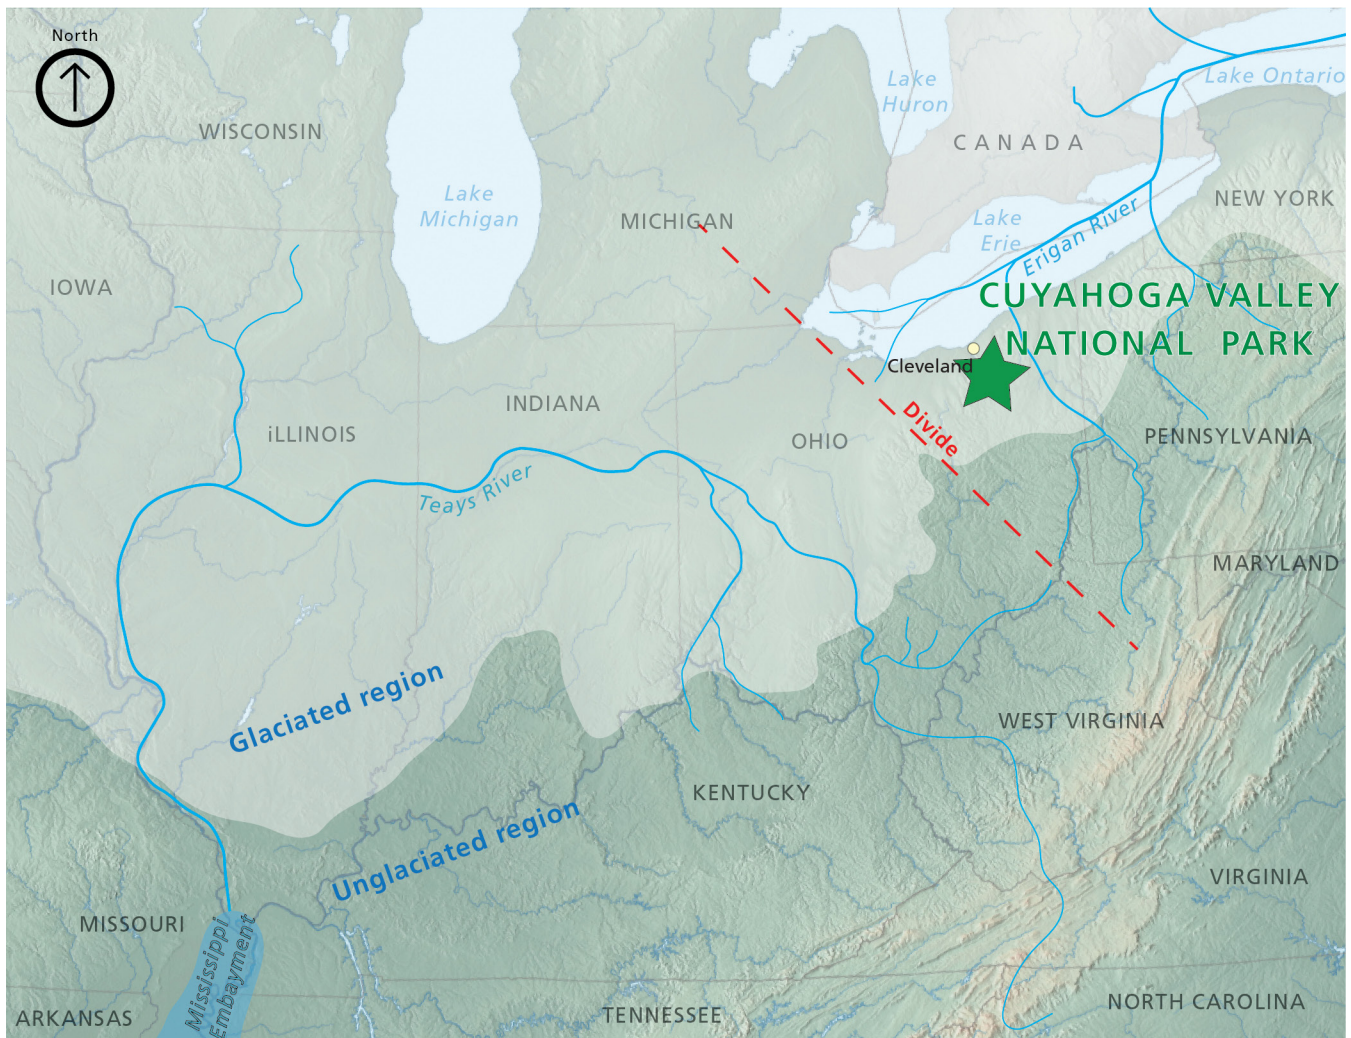 North
Lake
Huron
Lake Ontario
WISCONSIN
CANADA
Lake
Michigan
MICHIGAN
Lake
Erie
NEW YORK
Erigan River
IOWA
CUYAHOGA VALLEY
NATIONAL PARK
Cleveland
INDIANA
Divide
iLLINOIS
OHIO
PENNSYLVANIA
Teays River
MARYLAND
Glaciated region
WEST VIRGINIA
KENTUCKY
Unglaciated region
VIRGINIA
MISSOURI
Mississippi
Embayment
ARKANSAS
TENNESSEE
NORTH CAROLINA